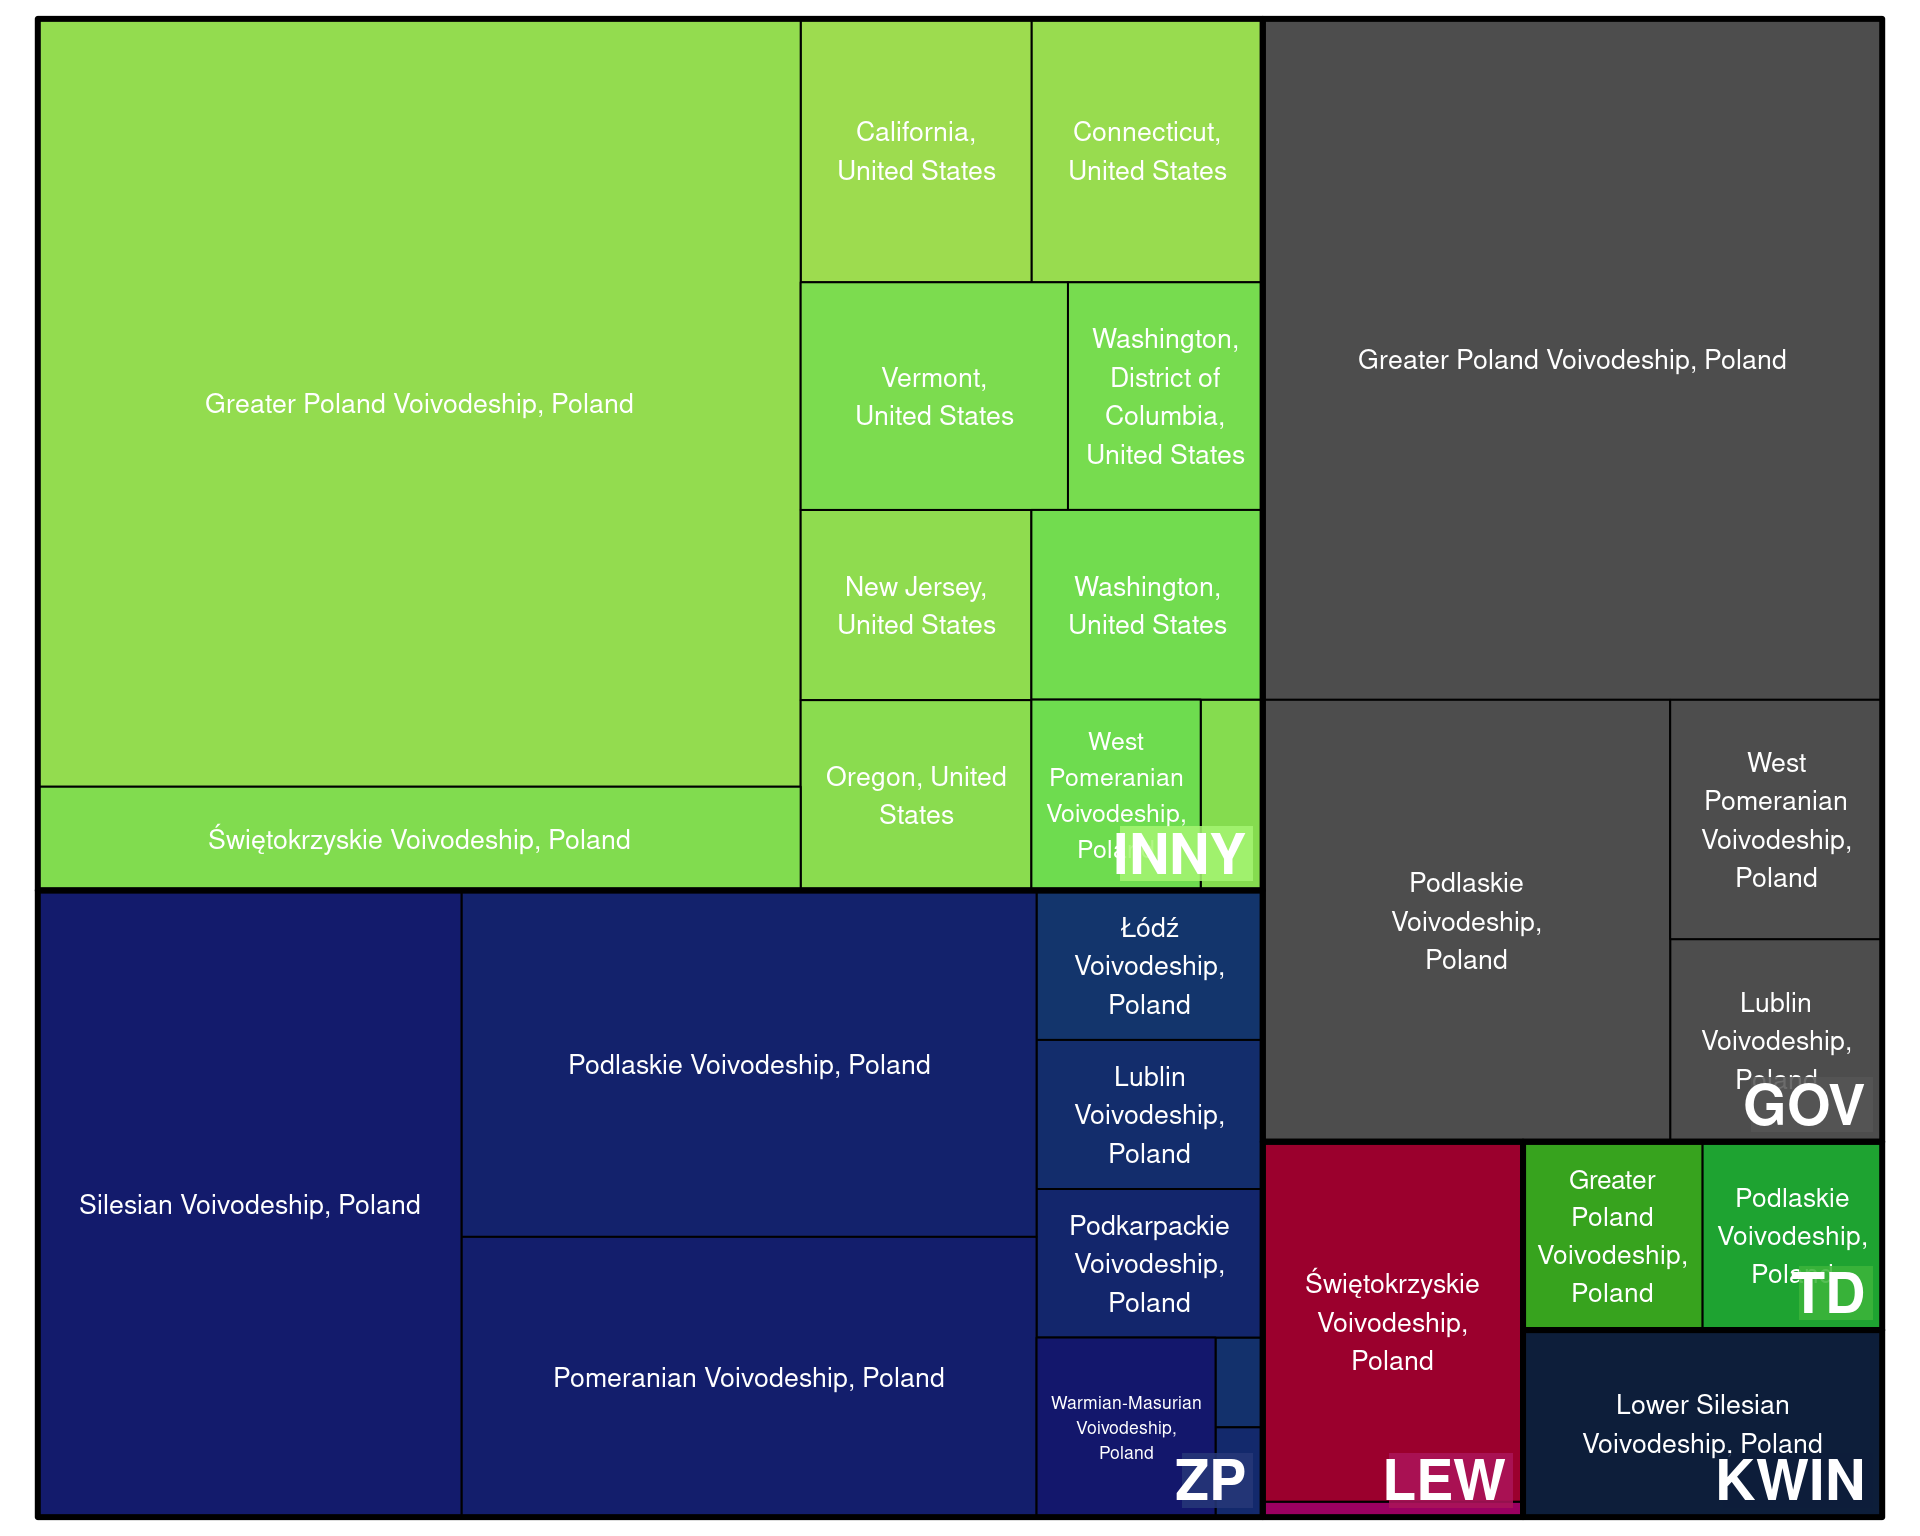 Greater Poland Voivodeship, Poland
Świętokrzyskie Voivodeship, Poland
California,
United States
Connecticut,
United States
Vermont,
United States
Washington,
District of
Columbia,
United States
New Jersey,
United States
Washington,
United States
Oregon, United
States
West
Pomeranian
Voivodeship,
Poland
INNY
Greater Poland Voivodeship, Poland
Podlaskie
Voivodeship,
Poland
West
Pomeranian
Voivodeship,
Poland
Lublin
Voivodeship,
Poland
GOV
Silesian Voivodeship, Poland
Podlaskie Voivodeship, Poland
Pomeranian Voivodeship, Poland
Łódź
Voivodeship,
Poland
Lublin
Voivodeship,
Poland
Podkarpackie
Voivodeship,
Poland
Warmian-Masurian
Voivodeship,
Poland
ZP
Świętokrzyskie
Voivodeship,
Poland
LEW
Greater
Poland
Voivodeship,
Poland
Podlaskie
Voivodeship,
Poland
TD
Lower Silesian
Voivodeship, Poland
KWIN